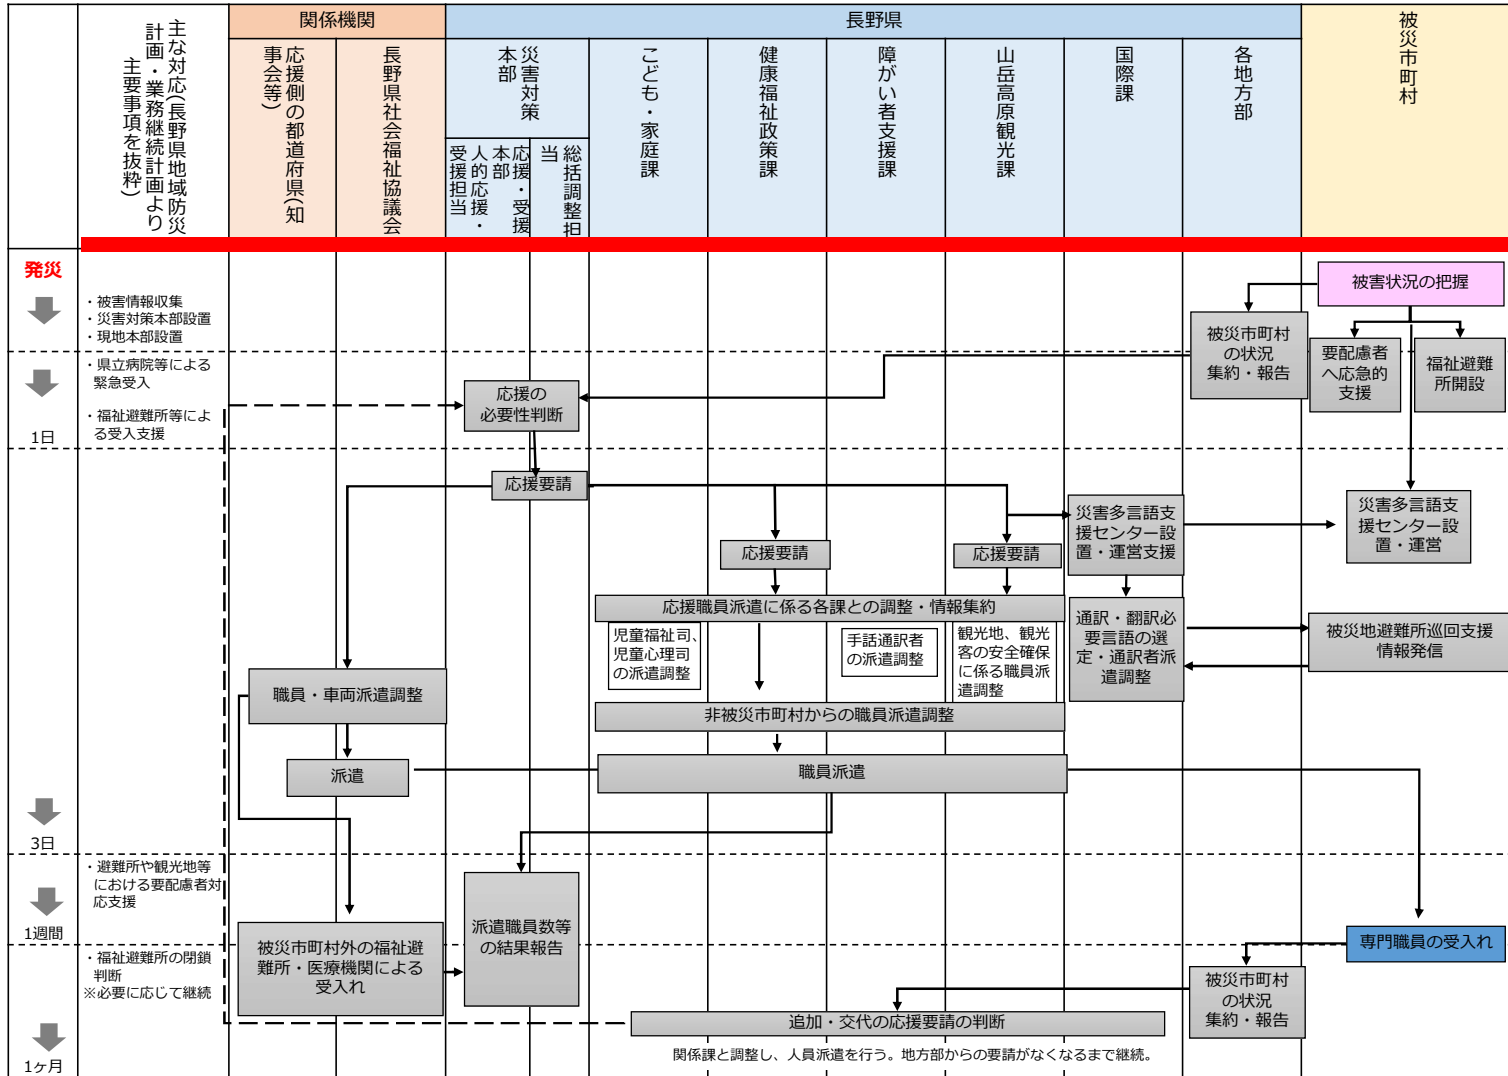 主な対応(長野県地域防災
計画・業務継続計画より
主要事項を抜粋)
関係機関
長野県
被災市町村
応援側の都道府県(知
事会等)
長野県社会福祉協議会
災害対策
本部
応援・受援
本部
人的応援・
受援担当
総括調整担
当
こども・家庭課
健康福祉政策課
障がい者支援課
山岳高原観光課
国際課
各地方部
発災
・被害情報収集
・災害対策本部設置
・現地本部設置
被害状況の把握
被災市町村
の状況
集約・報告
要配慮者
へ応急的
支援
福祉避難
所開設
・県立病院等による
緊急受入
・福祉避難所等によ
る受入支援
1日
応援の
必要性判断
応援要請
応援要請
応援要請
災害多言語支
援センター設
置・運営支援
災害多言語支
援センター設
置・運営
応援職員派遣に係る各課との調整・情報集約
児童福祉司、
児童心理司
の派遣調整
手話通訳者
の派遣調整
観光地、観光
客の安全確保
に係る職員派
遣調整
通訳・翻訳必
要言語の選
定・通訳者派
遣調整
被災地避難所巡回支援
情報発信
職員・車両派遣調整
非被災市町村からの職員派遣調整
派遣
職員派遣
3日
・避難所や観光地等
における要配慮者対
応支援
1週間
派遣職員数等
の結果報告
被災市町村外の福祉避
難所・医療機関による
受入れ
専門職員の受入れ
・福祉避難所の閉鎖
判断
※必要に応じて継続
被災市町村
の状況
集約・報告
追加・交代の応援要請の判断
関係課と調整し、人員派遣を行う。地方部からの要請がなくなるまで継続。
1ヶ月